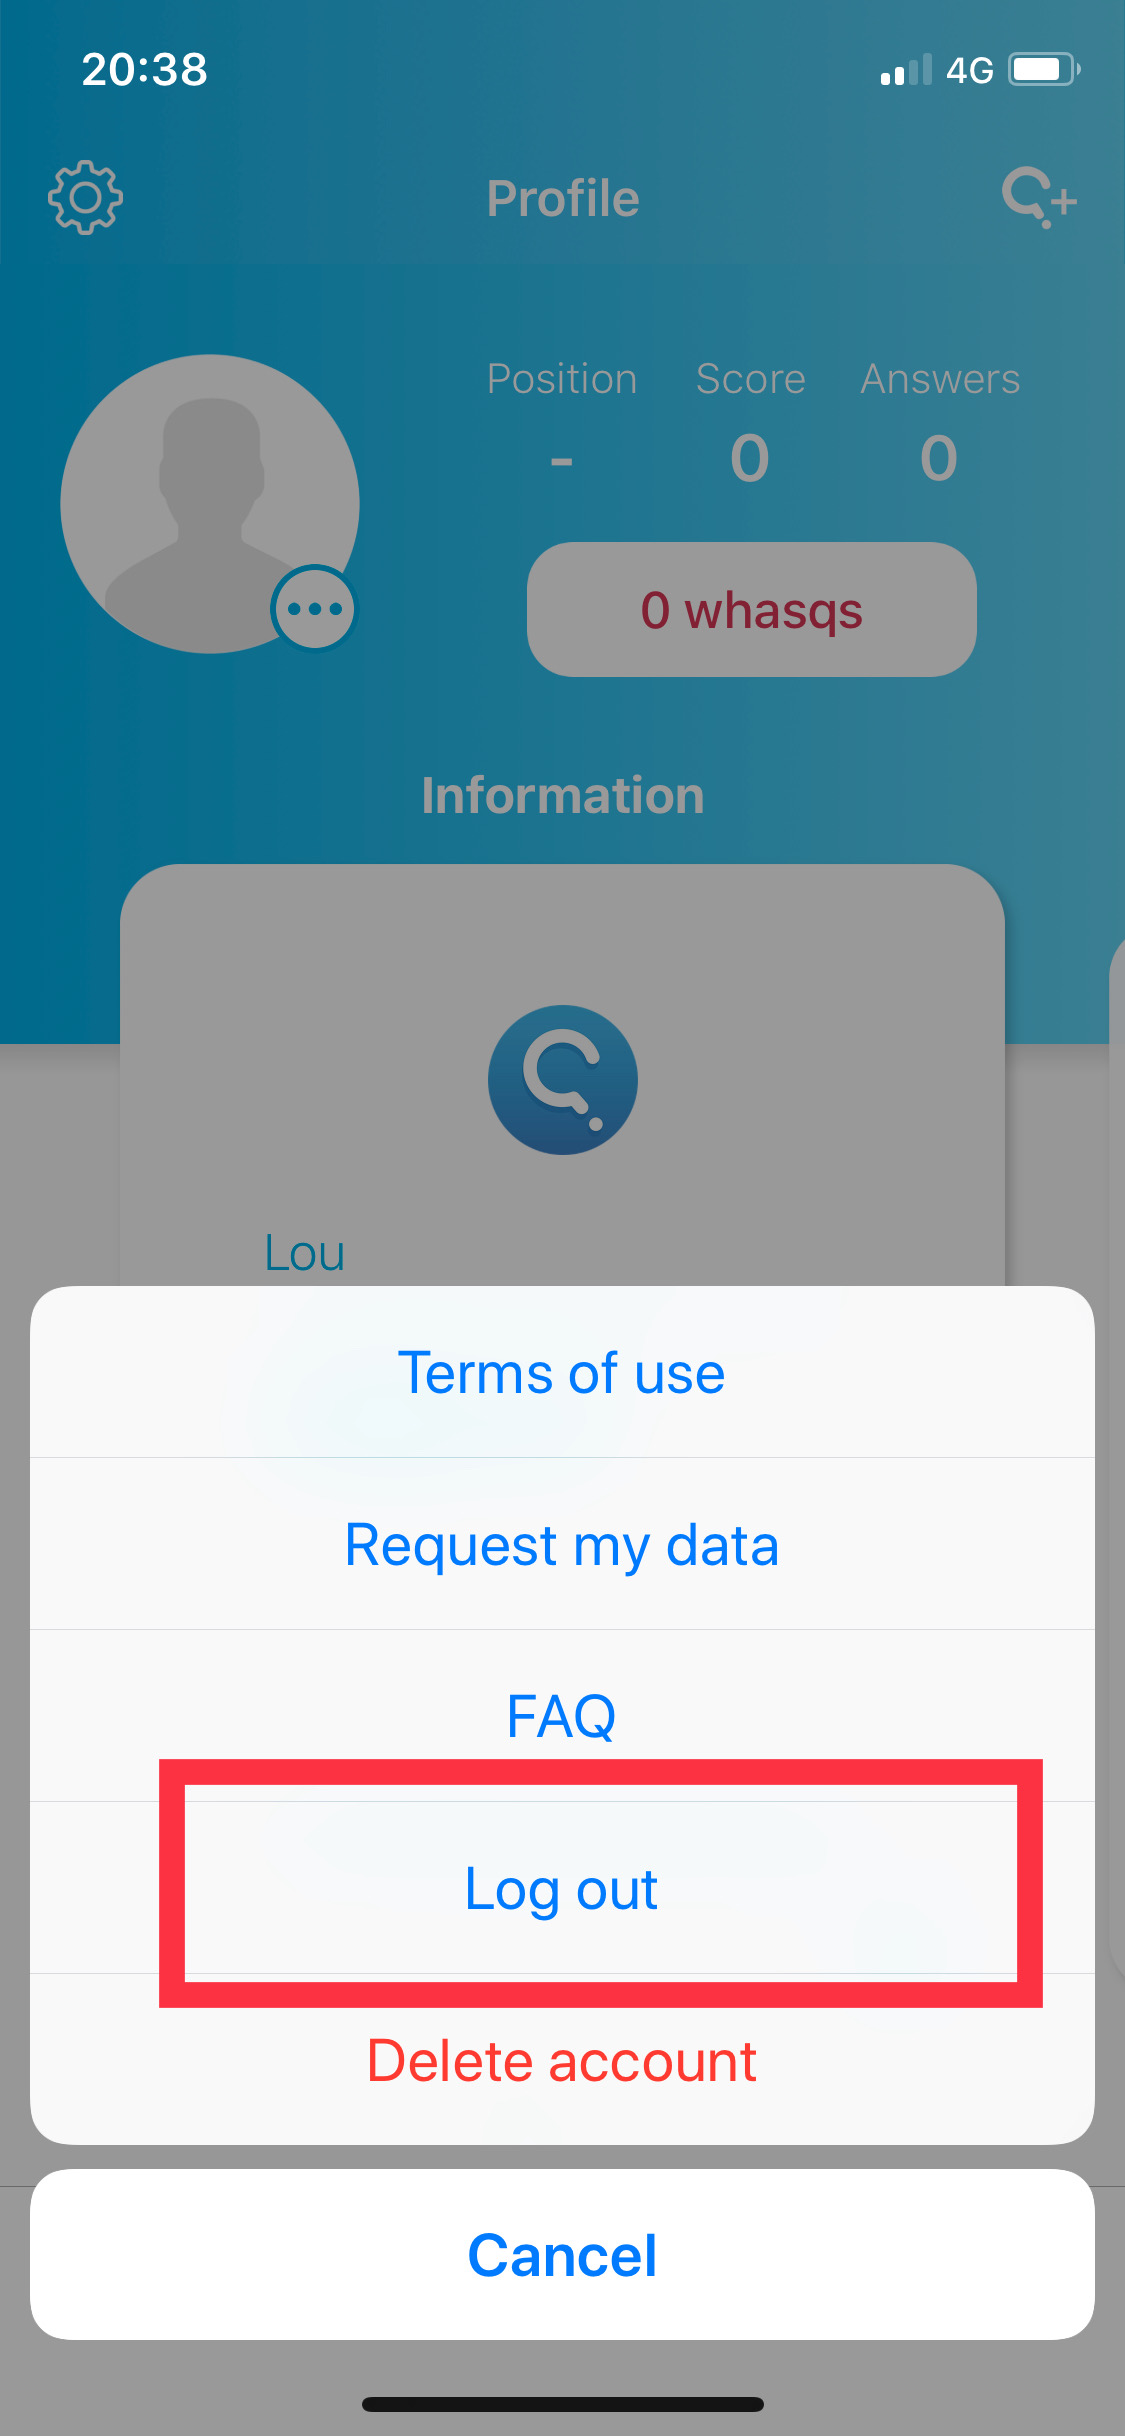 20:38
4G
Profile
Position Score Answers
- 0 0
0 whasqs
Information
Lou
Terms of use
Request my data
FAQ
Log out
Delete account
Cancel